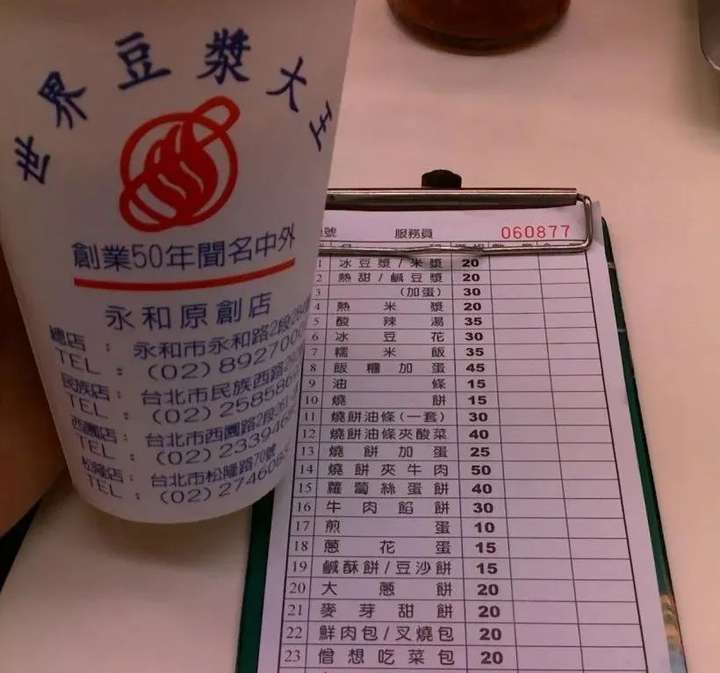 世界豆漿大王
創業50年聞名中外
永和原創店
總店：永和市永和路2段28
TEL：(02) 8927000
民族店：台北市民族西路
TEL：(02) 258586
西園店：台北市西園路2段
TEL：(02) 23394
松隆店：台北市松隆路70號
TEL：(02) 274606
號 服務員 060877
1 冰豆漿/米漿 20
2 熱甜/鹹豆漿 20
3 (加蛋) 30
4 熱米漿 20
5 酸辣湯 35
6 冰豆花 30
7 糯米飯 35
8 飯糰加蛋 45
9 油條 15
10 燒餅 15
11 燒餅油條(一套) 30
12 燒餅油條夾酸菜 40
13 燒餅加蛋 25
14 燒餅夾牛肉 50
15 蘿蔔絲蛋餅 40
16 牛肉餡餅 30
17 煎蛋 10
18 蔥花蛋 15
19 鹹酥餅/豆沙餅 15
20 大蔥餅 20
21 麥芽甜餅 20
22 鮮肉包/叉燒包 20
23 僧想吃菜包 20